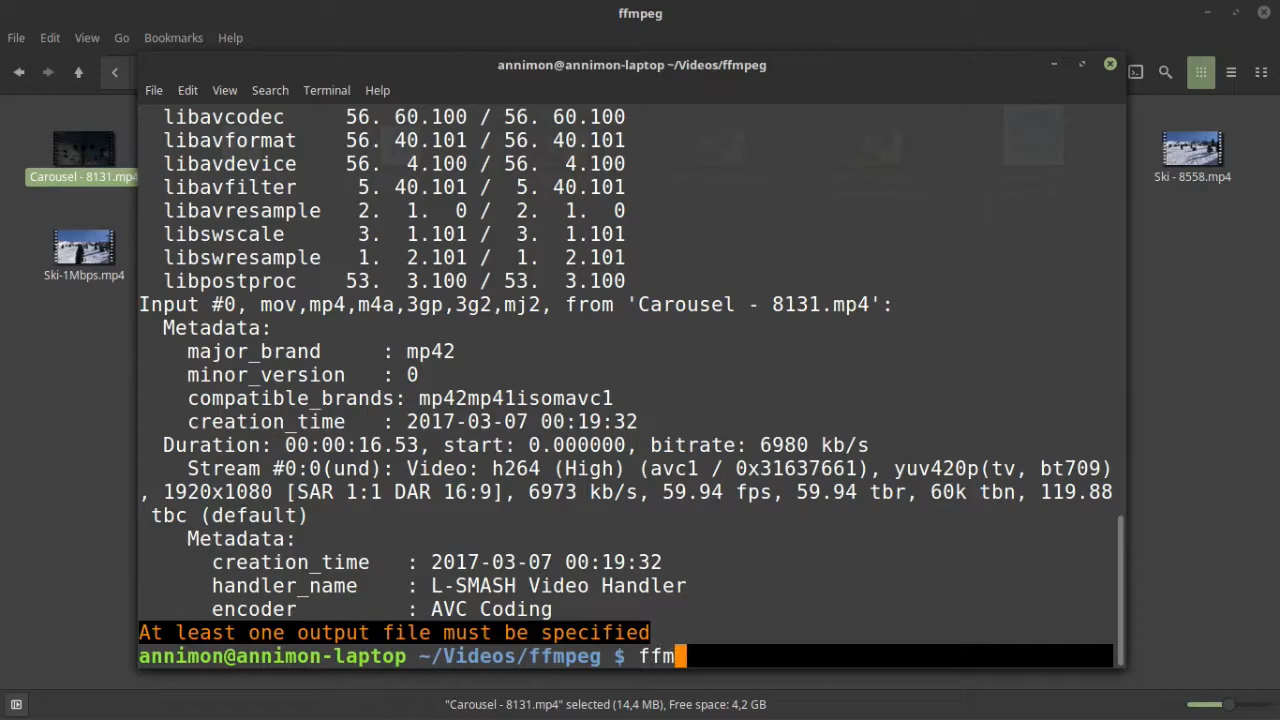 ffmpeg
File Edit View Go Bookmarks Help
annimon@annimon-laptop ~/Videos/ffmpeg
File Edit View Search Terminal Help
Carousel - 8131.mp4
Ski-1Mbps.mp4
Ski - 8558.mp4
libavcodec     56. 60.100 / 56. 60.100
libavformat    56. 40.101 / 56. 40.101
libavdevice    56.  4.100 / 56.  4.100
libavfilter     5. 40.101 /  5. 40.101
libavresample   2.  1.  0 /  2.  1.  0
libswscale      3.  1.101 /  3.  1.101
libswresample   1.  2.101 /  1.  2.101
libpostproc    53.  3.100 / 53.  3.100
Input #0, mov,mp4,m4a,3gp,3g2,mj2, from 'Carousel - 8131.mp4':
Metadata:
major_brand     : mp42
minor_version   : 0
compatible_brands: mp42mp41isomavc1
creation_time   : 2017-03-07 00:19:32
Duration: 00:00:16.53, start: 0.000000, bitrate: 6980 kb/s
Stream #0:0(und): Video: h264 (High) (avc1 / 0x31637661), yuv420p(tv, bt709)
, 1920x1080 [SAR 1:1 DAR 16:9], 6973 kb/s, 59.94 fps, 59.94 tbr, 60k tbn, 119.88
tbc (default)
Metadata:
creation_time   : 2017-03-07 00:19:32
handler_name    : L-SMASH Video Handler
encoder         : AVC Coding
At least one output file must be specified
annimon@annimon-laptop ~/Videos/ffmpeg $ ffm
"Carousel - 8131.mp4" selected (14,4 MB), Free space: 4,2 GB